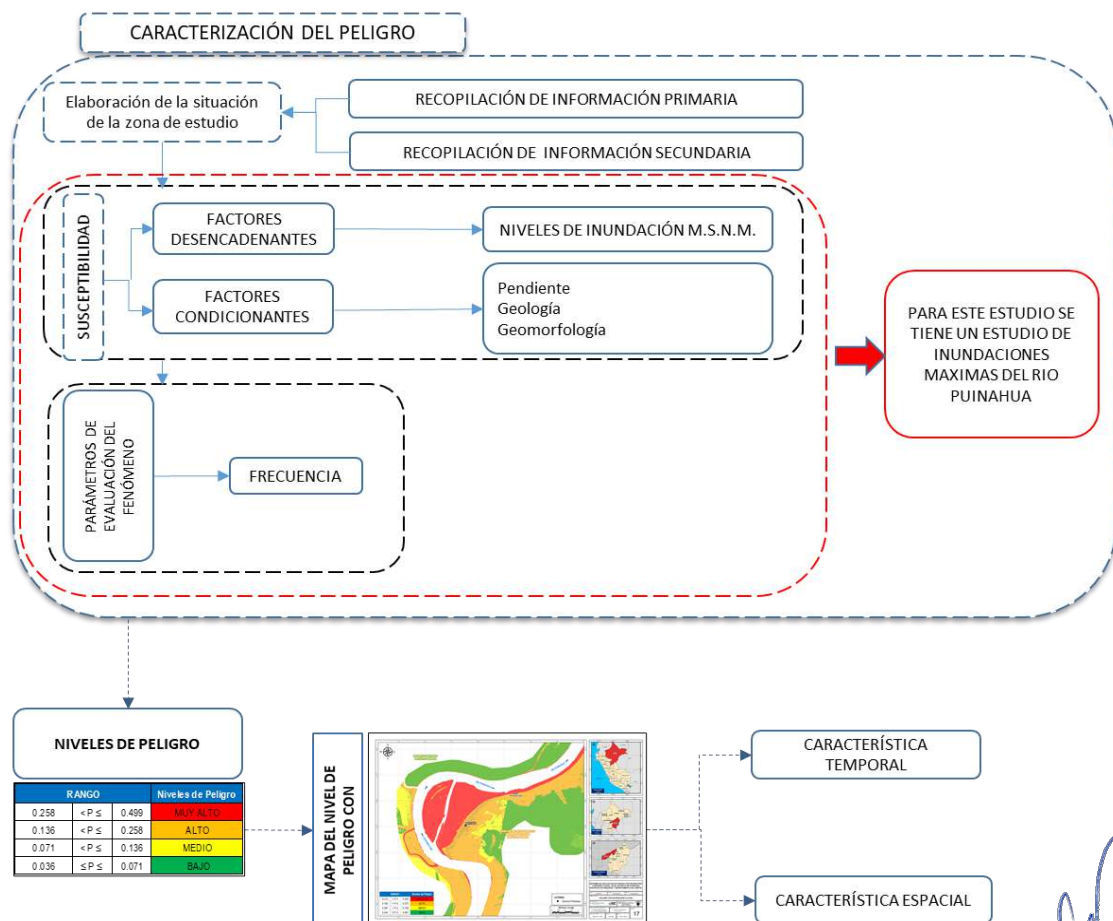 CARACTERIZACIÓN DEL PELIGRO
Elaboración de la situación
de la zona de estudio
RECOPILACIÓN DE INFORMACIÓN PRIMARIA
RECOPILACIÓN DE INFORMACIÓN SECUNDARIA
SUSCEPTIBILIDAD
FACTORES
DESENCADENANTES
NIVELES DE INUNDACIÓN M.S.N.M.
FACTORES
CONDICIONANTES
Pendiente
Geología
Geomorfología
PARA ESTE ESTUDIO SE
TIENE UN ESTUDIO DE
INUNDACIONES
MAXIMAS DEL RIO
PUINAHUA
PARÁMETROS DE
EVALUACIÓN DEL
FENÓMENO
FRECUENCIA
NIVELES DE PELIGRO
RANGO Niveles de Peligro
0.258 < P ≤ 0.499 MUY ALTO
0.136 < P ≤ 0.258 ALTO
0.071 < P ≤ 0.136 MEDIO
0.036 ≤ P ≤ 0.071 BAJO
MAPA DEL NIVEL DE
PELIGRO CON
17
CARACTERÍSTICA
TEMPORAL
CARACTERÍSTICA ESPACIAL